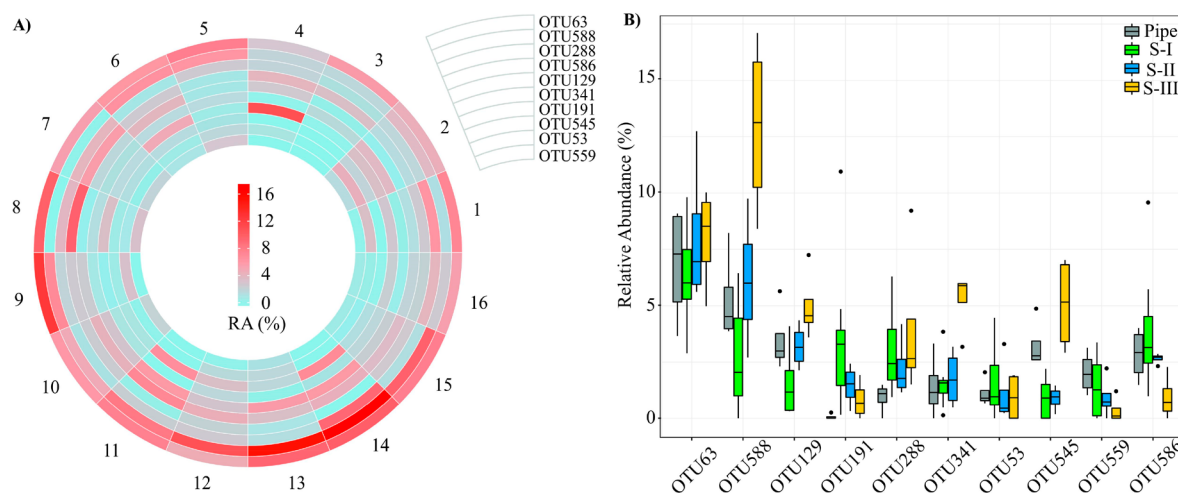 A)
OTU63
OTU588
OTU288
OTU586
OTU129
OTU341
OTU191
OTU545
OTU53
OTU559
5
4
6
3
7
2
8
1
9
16
10
15
11
14
12
13
16
12
8
4
0
RA (%)
B)
Pipe
S-I
S-II
S-III
Relative Abundance (%)
15
10
5
0
OTU63
OTU588
OTU129
OTU191
OTU288
OTU341
OTU53
OTU545
OTU559
OTU586